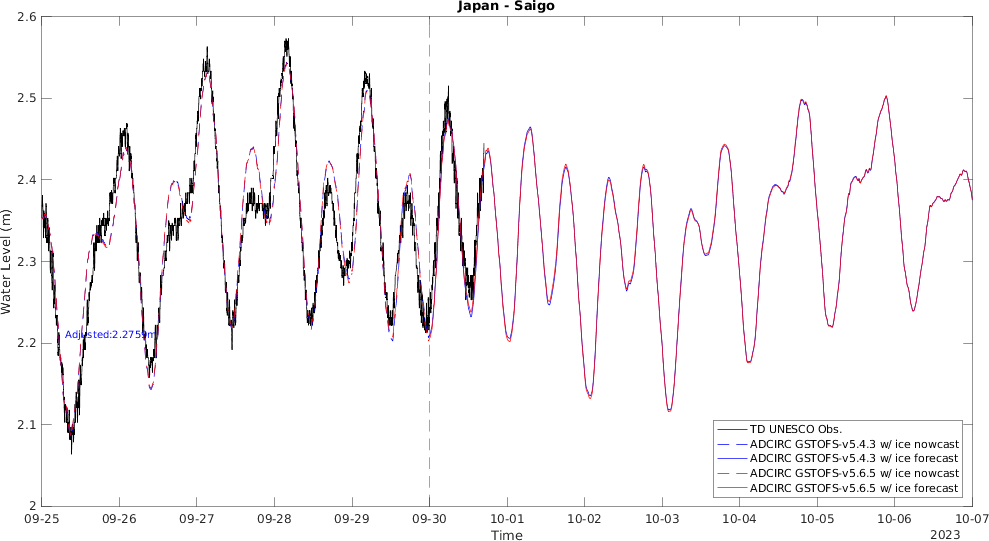 Japan - Saigo
2.6
2.5
2.4
2.3
2.2
2.1
2
Water Level (m)
Adjusted:2.2759m
TD UNESCO Obs.
ADCIRC GSTOFS-v5.4.3 w/ ice nowcast
ADCIRC GSTOFS-v5.4.3 w/ ice forecast
ADCIRC GSTOFS-v5.6.5 w/ ice nowcast
ADCIRC GSTOFS-v5.6.5 w/ ice forecast
09-25 09-26 09-27 09-28 09-29 09-30 10-01 10-02 10-03 10-04 10-05 10-06 10-07
Time
2023